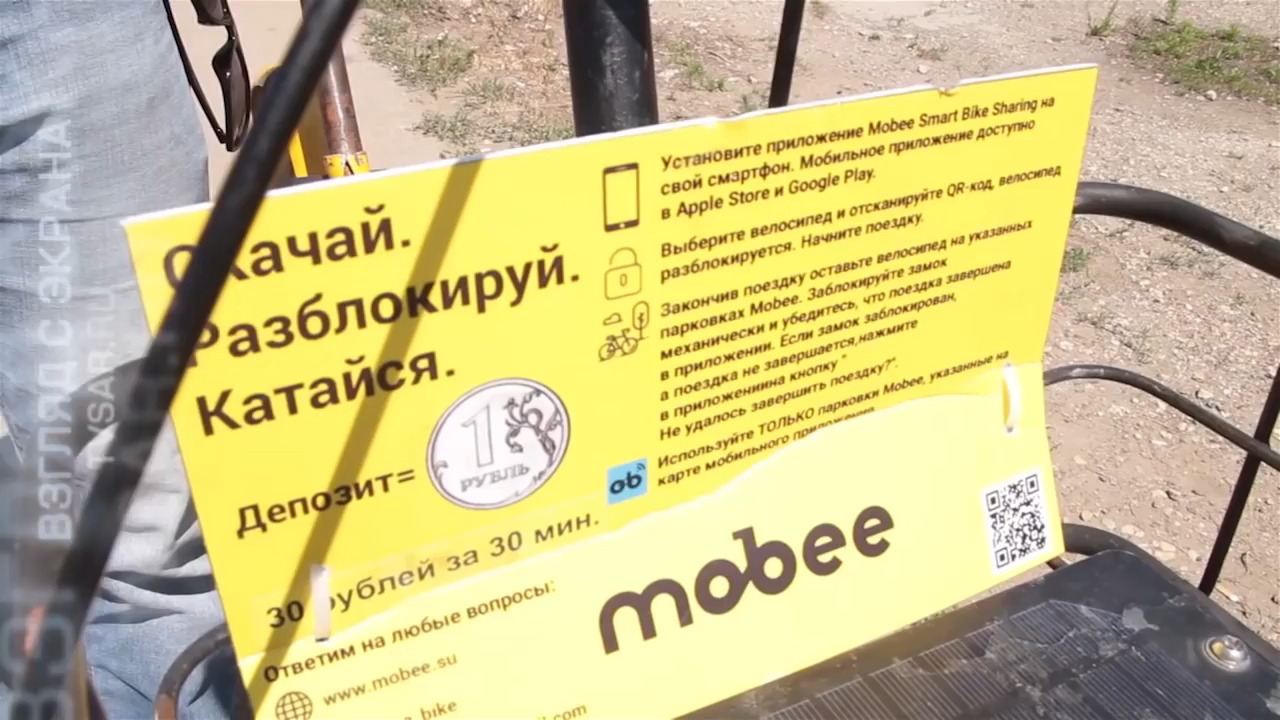 Скачай.
Разблокируй.
Катайся.
Депозит=
1
РУБЛЬ
30 рублей за 30 мин.
Ответим на любые вопросы:
www.mobee.su
Установите приложение Mobee Smart Bike Sharing на
свой смартфон. Мобильное приложение доступно
в Apple Store и Google Play.
Выберите велосипед и отсканируйте QR-код, велосипед
разблокируется. Начните поездку.
Закончив поездку оставьте велосипед на указанных
парковках Mobee. Заблокируйте замок
механически и убедитесь, что поездка завершена
в приложении. Если замок заблокирован,
а поездка не завершается,нажмите
в приложениина кнопку "
Не удалось завершить поездку?".
Используйте ТОЛЬКО парковки Mobee, указанные на
карте мобильного приложения
ob
mobee
ВЗГЛЯД С ЭКРАНА